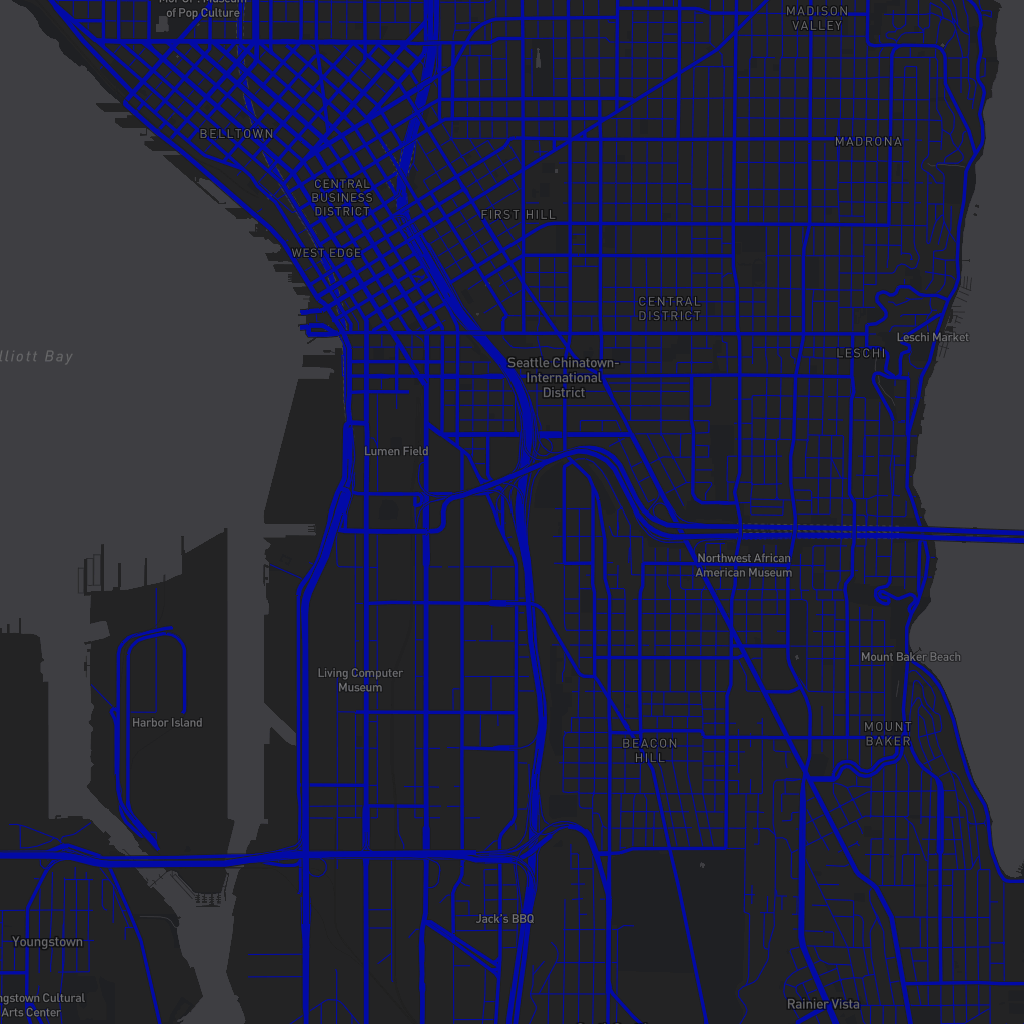 MoPOP: Museum
of Pop Culture
MADISON
VALLEY
BELLTOWN
MADRONA
CENTRAL
BUSINESS
DISTRICT
FIRST HILL
WEST EDGE
CENTRAL
DISTRICT
Leschi Market
LESCHI
lliott Bay
Seattle Chinatown-
International
District
Lumen Field
Northwest African
American Museum
Mount Baker Beach
Living Computer
Museum
Harbor Island
MOUNT
BAKER
BEACON
HILL
Jack's BBQ
Youngstown
ngstown Cultural
Arts Center
Rainier Vista